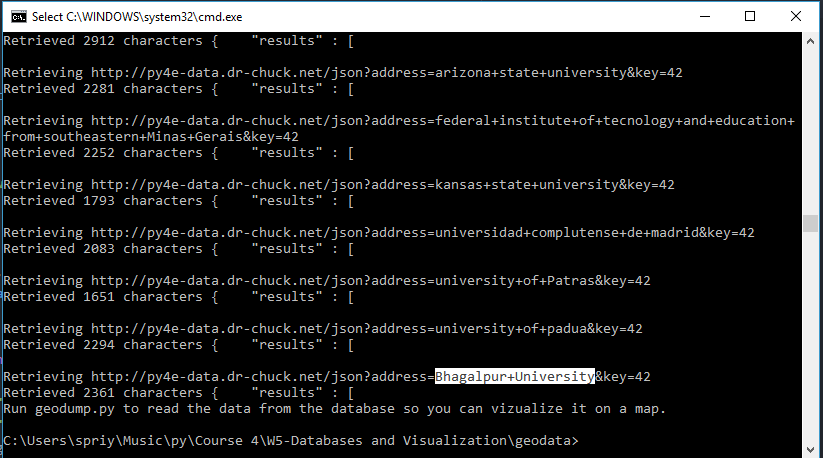 Select C:\WINDOWS\system32\cmd.exe
Retrieved 2912 characters {    "results" : [
Retrieving http://py4e-data.dr-chuck.net/json?address=arizona+state+university&key=42
Retrieved 2281 characters {    "results" : [
Retrieving http://py4e-data.dr-chuck.net/json?address=federal+institute+of+tecnology+and+education+
from+southeastern+Minas+Gerais&key=42
Retrieved 2252 characters {    "results" : [
Retrieving http://py4e-data.dr-chuck.net/json?address=kansas+state+university&key=42
Retrieved 1793 characters {    "results" : [
Retrieving http://py4e-data.dr-chuck.net/json?address=universidad+complutense+de+madrid&key=42
Retrieved 2083 characters {    "results" : [
Retrieving http://py4e-data.dr-chuck.net/json?address=university+of+Patras&key=42
Retrieved 1651 characters {    "results" : [
Retrieving http://py4e-data.dr-chuck.net/json?address=university+of+padua&key=42
Retrieved 2294 characters {    "results" : [
Retrieving http://py4e-data.dr-chuck.net/json?address=Bhagalpur+University&key=42
Retrieved 2361 characters {    "results" : [
Run geodump.py to read the data from the database so you can vizualize it on a map.
C:\Users\spriy\Music\py\Course 4\W5-Databases and Visualization\geodata>